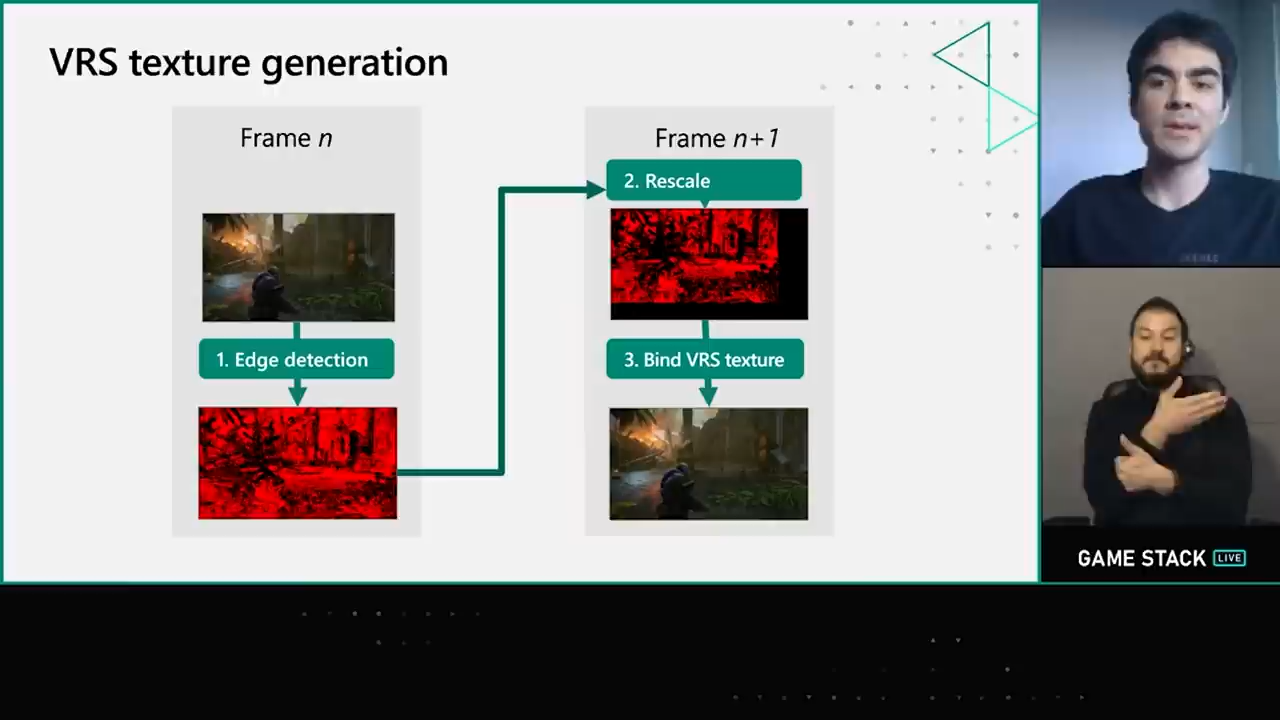 VRS texture generation
Frame n
1. Edge detection
Frame n+1
2. Rescale
3. Bind VRS texture
GAME STACK LIVE